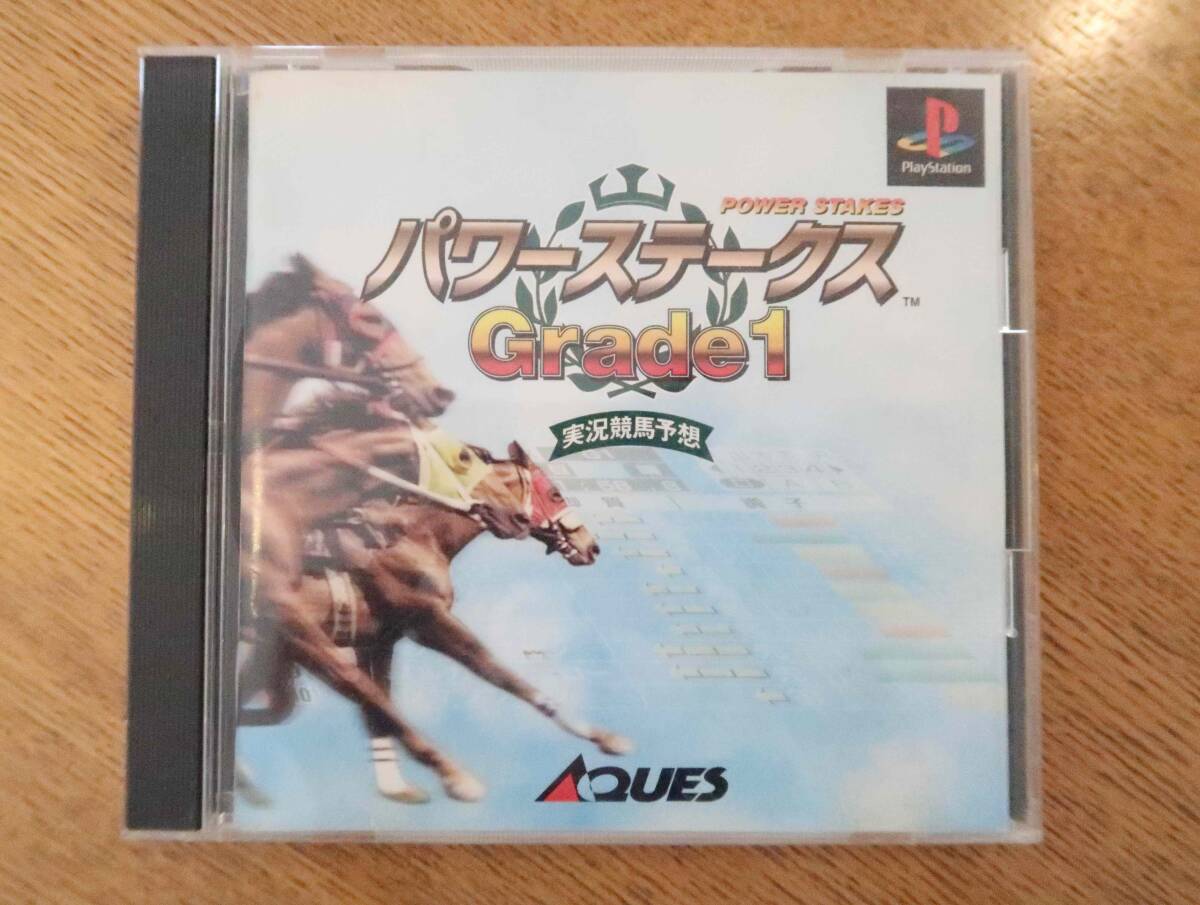 PlayStation
POWER STAKES
パワーステークス
TM
Grade1
実況競馬予想
AQUES